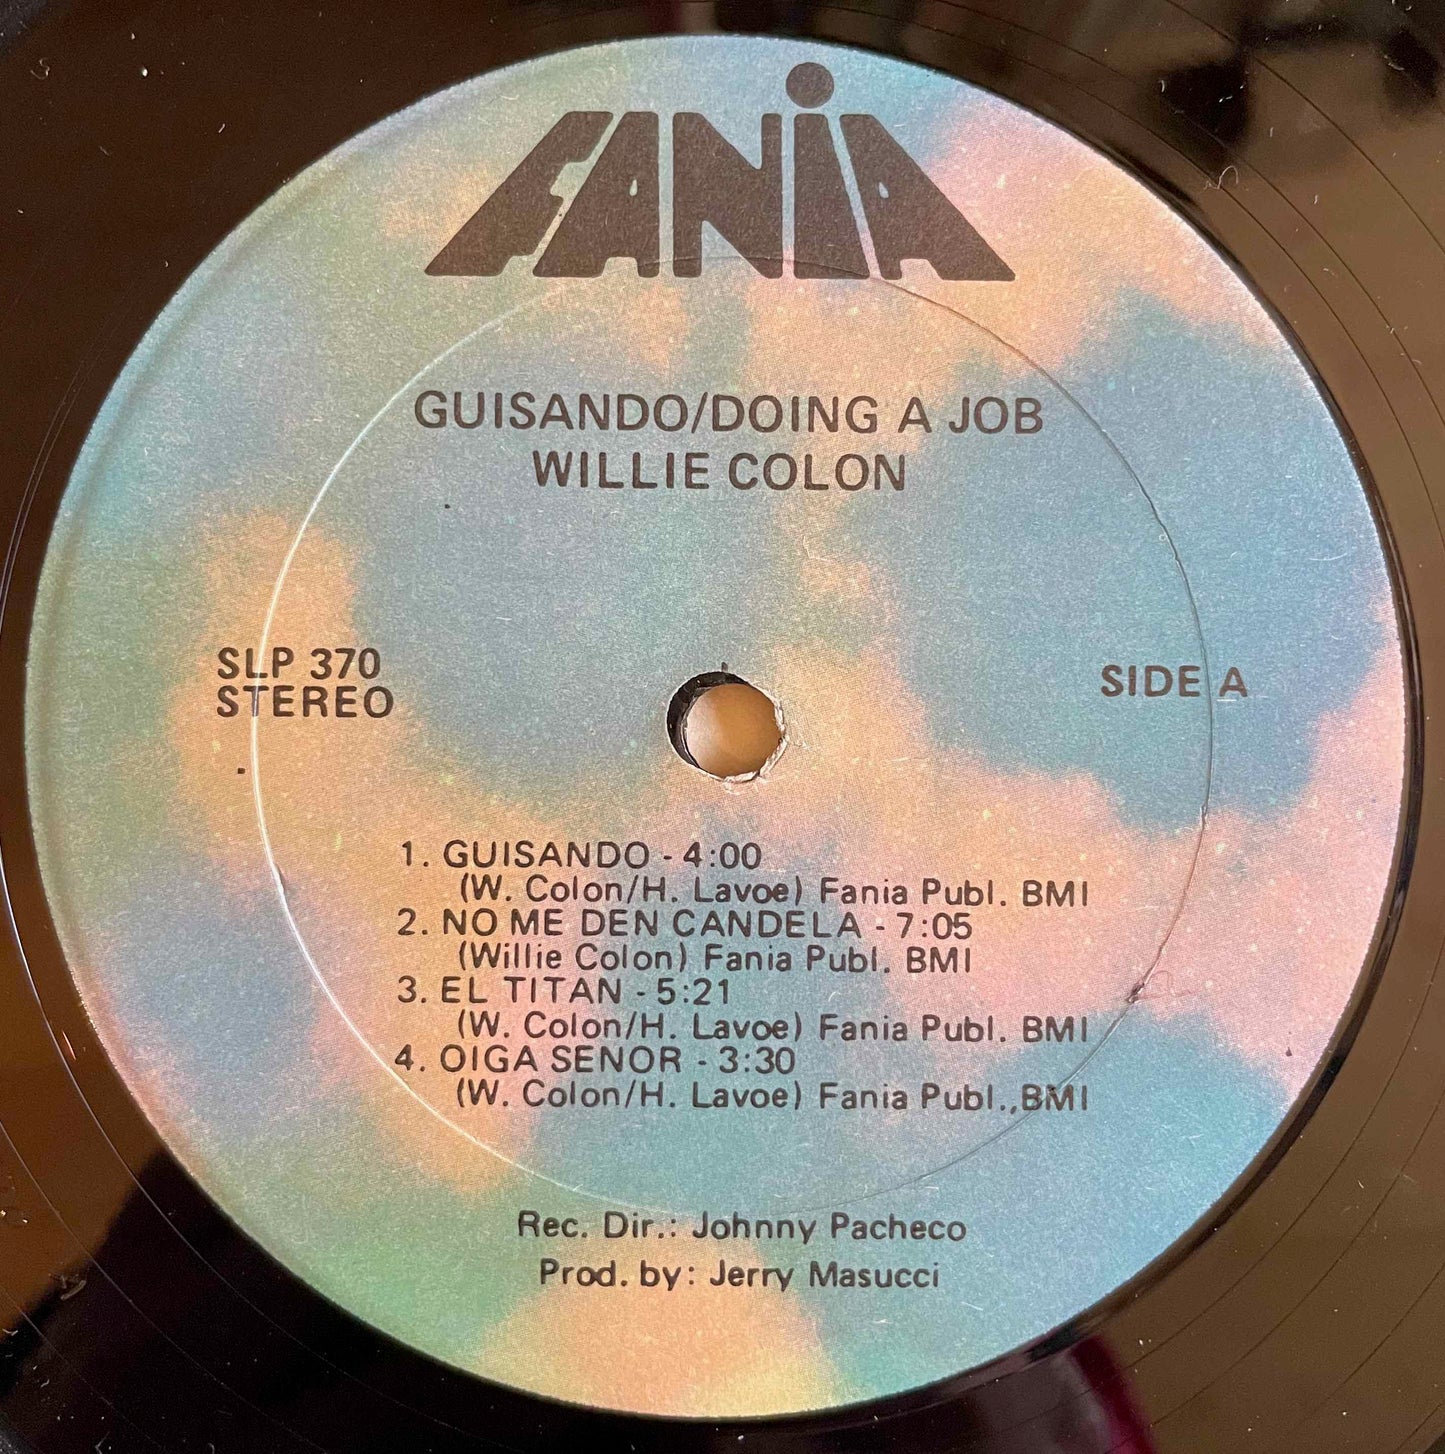 FANIA
GUISANDO/DOING A JOB
WILLIE COLON
SLP 370
STEREO
SIDE A
1. GUISANDO - 4:00
(W. Colon/H. Lavoe) Fania Publ. BMI
2. NO ME DEN CANDELA - 7:05
(Willie Colon) Fania Publ. BMI
3. EL TITAN - 5:21
(W. Colon/H. Lavoe) Fania Publ. BMI
4. OIGA SENOR - 3:30
(W. Colon/H. Lavoe) Fania Publ., BMI
Rec. Dir.: Johnny Pacheco
Prod. by: Jerry Masucci